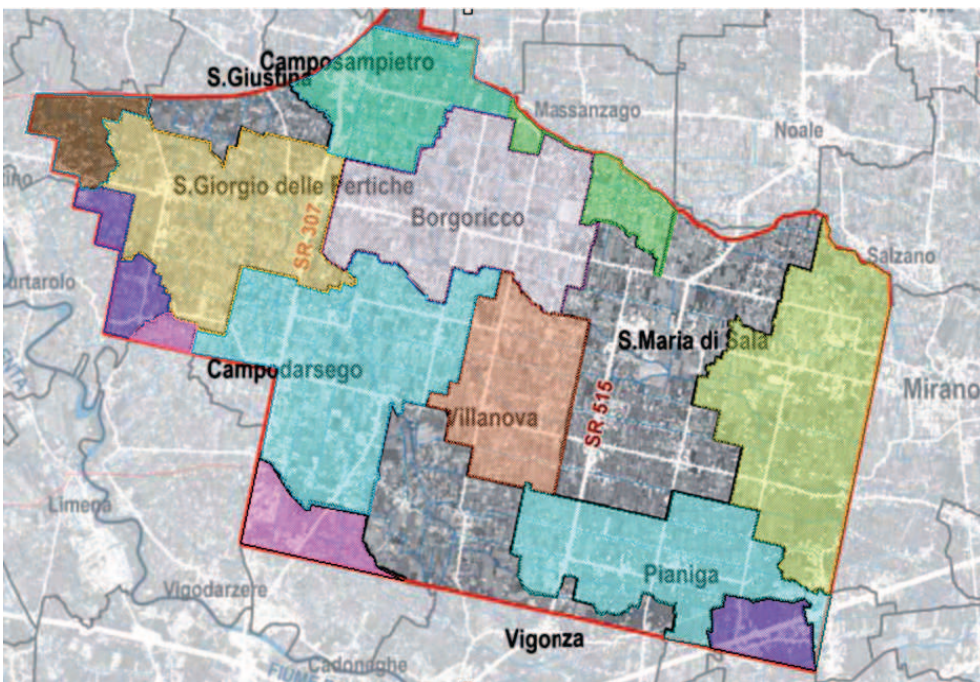 Camposampietro
S.Giustina
Massanzago
Noale
S.Giorgio delle Pertiche
Borgoricco
SR 307
Salzano
S.Maria di Sala
Campodarsego
Mirano
Villanova
SR 515
Limena
Pianiga
Vigodarzere
Vigonza
Cadoneghe